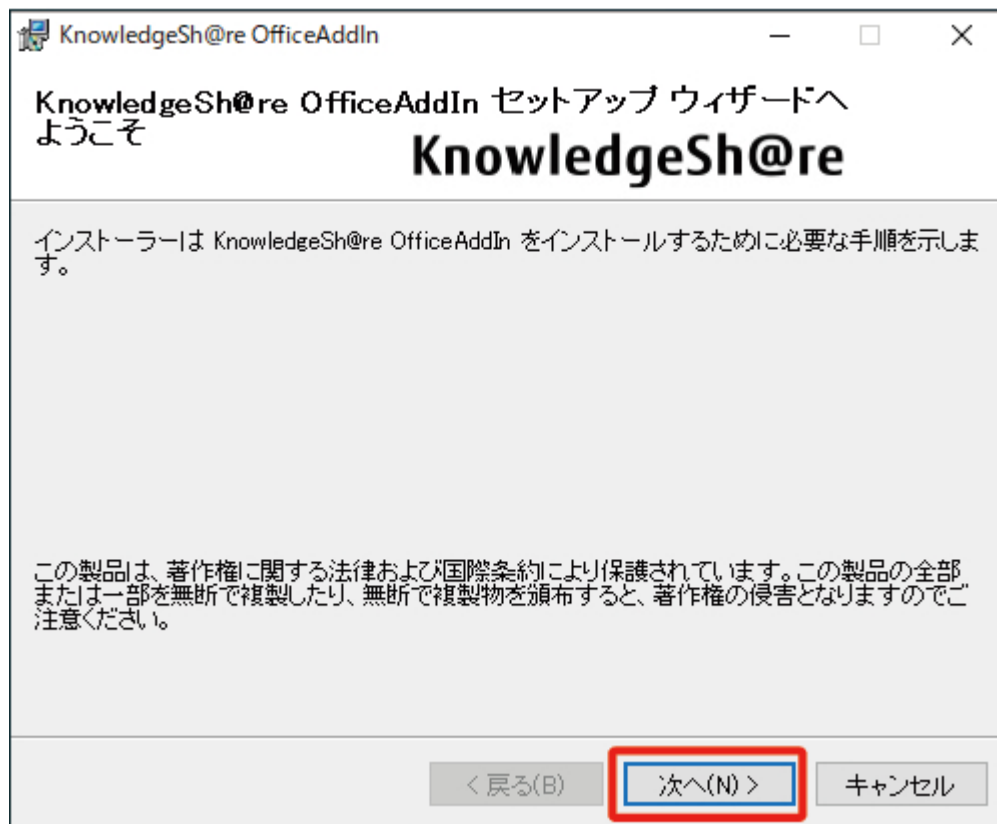 KnowledgeSh@re OfficeAddIn
KnowledgeSh@re OfficeAddIn セットアップ ウィザードへ
ようこそ
KnowledgeSh@re
インストーラーは KnowledgeSh@re OfficeAddIn をインストールするために必要な手順を示しま
す。
この製品は、著作権に関する法律および国際条約により保護されています。この製品の全部
または一部を無断で複製したり、無断で複製物を頒布すると、著作権の侵害となりますのでご
注意ください。
< 戻る(B)
次へ(N) >
キャンセル